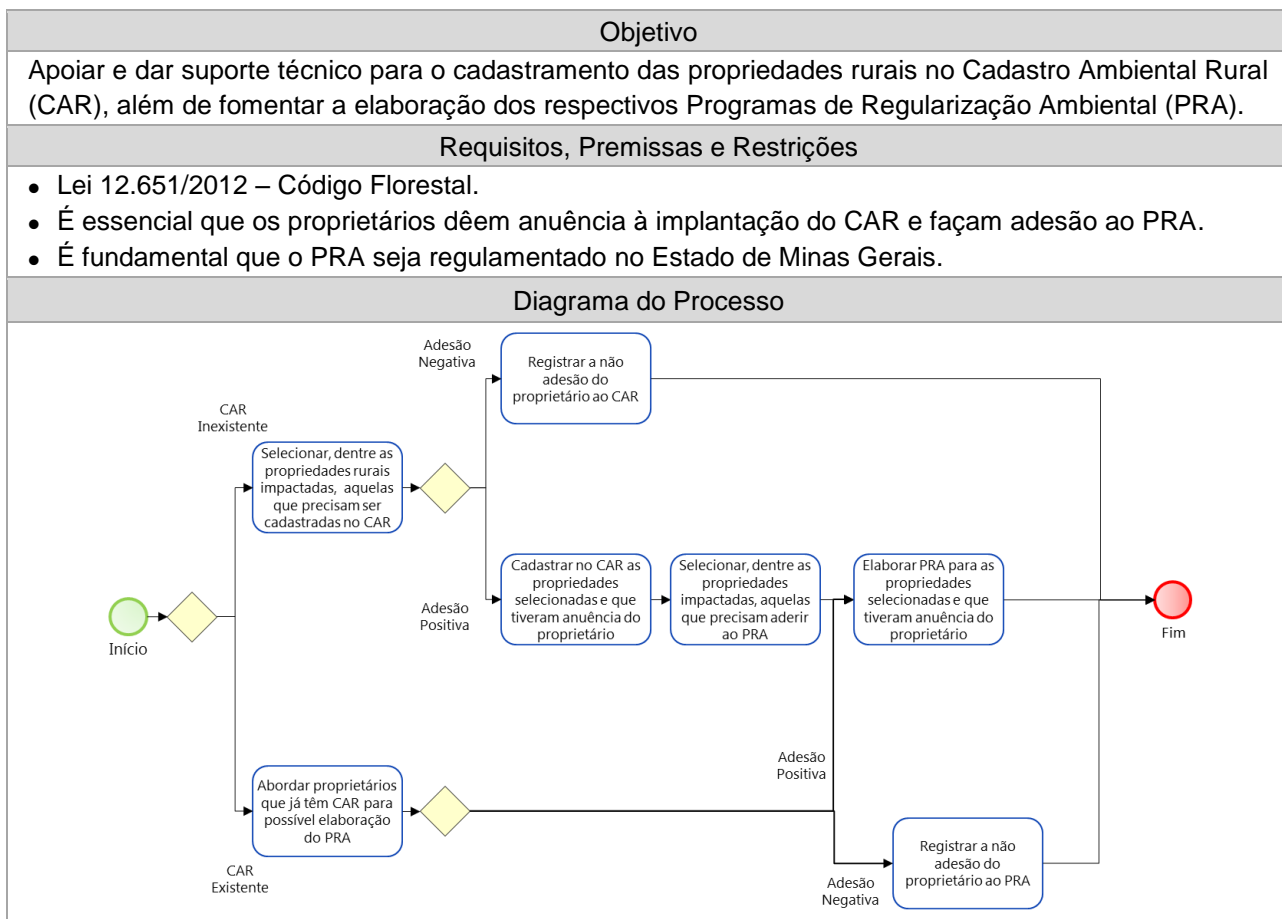 Objetivo
Apoiar e dar suporte técnico para o cadastramento das propriedades rurais no Cadastro Ambiental Rural
(CAR), além de fomentar a elaboração dos respectivos Programas de Regularização Ambiental (PRA).
Requisitos, Premissas e Restrições
• Lei 12.651/2012 – Código Florestal.
• É essencial que os proprietários dêem anuência à implantação do CAR e façam adesão ao PRA.
• É fundamental que o PRA seja regulamentado no Estado de Minas Gerais.
Diagrama do Processo
Adesão
Negativa
Registrar a não
adesão do
proprietário ao CAR
CAR
Inexistente
Selecionar, dentre as
propriedades rurais
impactadas, aquelas
que precisam ser
cadastradas no CAR
Adesão
Positiva
Cadastrar no CAR as
propriedades
selecionadas e que
tiveram anuência do
proprietário
Selecionar, dentre as
propriedades
impactadas, aquelas
que precisam aderir
ao PRA
Elaborar PRA para as
propriedades
selecionadas e que
tiveram anuência do
proprietário
Início
Fim
Abordar proprietários
que já têm CAR para
possível elaboração
do PRA
CAR
Existente
Adesão
Positiva
Adesão
Negativa
Registrar a não
adesão do
proprietário ao PRA